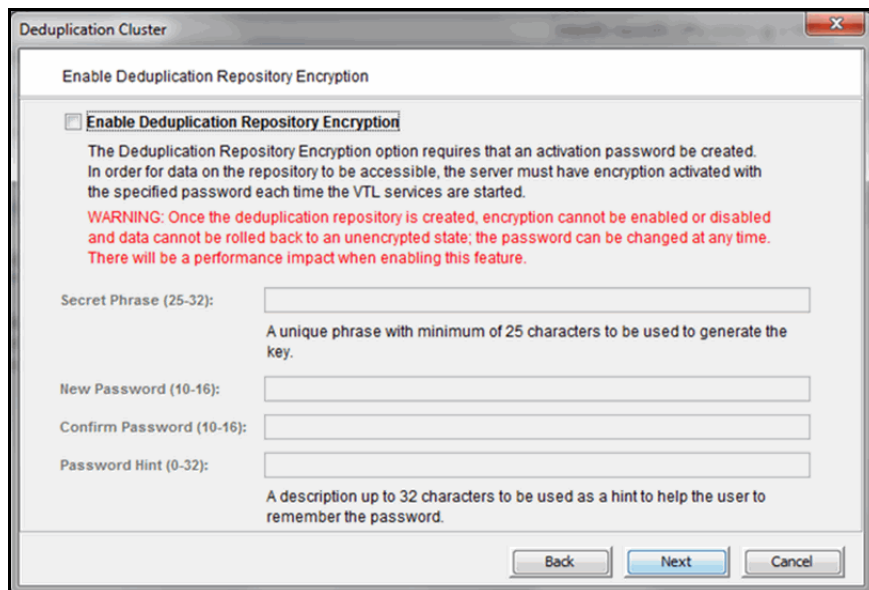 Deduplication Cluster
Enable Deduplication Repository Encryption
Enable Deduplication Repository Encryption
The Deduplication Repository Encryption option requires that an activation password be created.
In order for data on the repository to be accessible, the server must have encryption activated with
the specified password each time the VTL services are started.
WARNING: Once the deduplication repository is created, encryption cannot be enabled or disabled
and data cannot be rolled back to an unencrypted state; the password can be changed at any time.
There will be a performance impact when enabling this feature.
Secret Phrase (25-32):
A unique phrase with minimum of 25 characters to be used to generate the
key.
New Password (10-16):
Confirm Password (10-16):
Password Hint (0-32):
A description up to 32 characters to be used as a hint to help the user to
remember the password.
Back Next Cancel